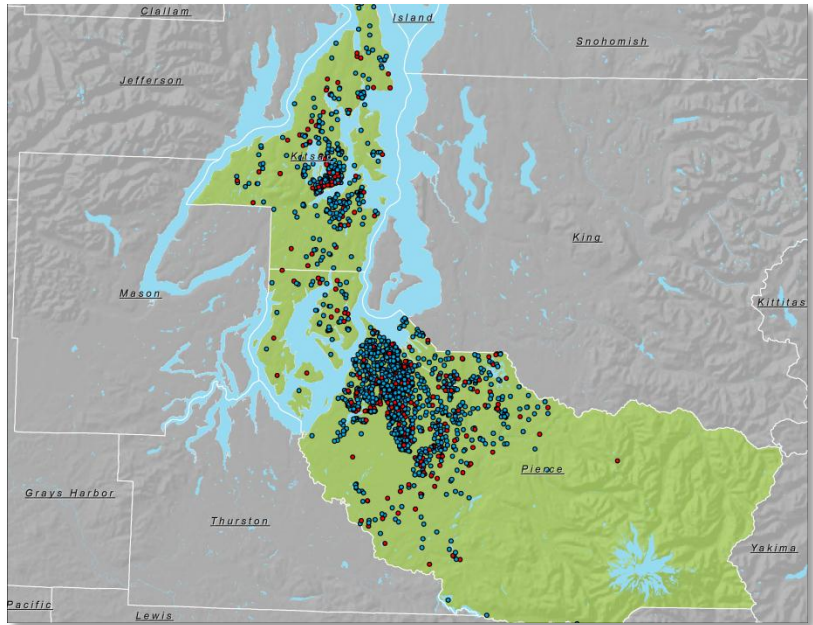 Clallam
Island
Snohomish
Jefferson
Kitsap
King
Mason
Kittitas
Pierce
Grays Harbor
Thurston
Yakima
Pacific
Lewis